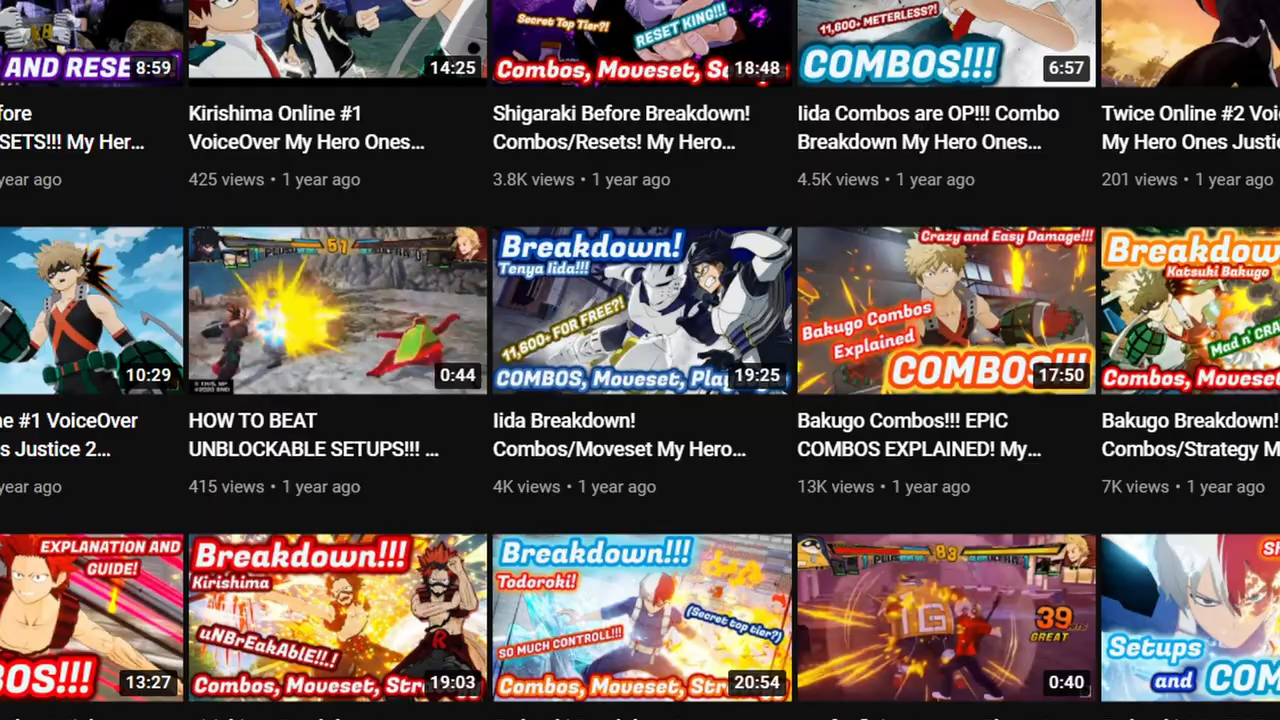 AND RESE
8:59
14:25
Secret Top Tier?!
RESET KING!!!
Combos, Moveset, S
18:48
11,600+ METERLESS?!
COMBOS!!!
6:57
fore
SETS!!! My Her...
year ago
Kirishima Online #1
VoiceOver My Hero Ones...
425 views • 1 year ago
Shigaraki Before Breakdown!
Combos/Resets! My Hero...
3.8K views • 1 year ago
Iida Combos are OP!!! Combo
Breakdown My Hero Ones...
4.5K views • 1 year ago
Twice Online #2 Voi
My Hero Ones Justi
201 views • 1 year ago
10:29
51
0:44
Breakdown!
Tenya Iida!!!
11,600+ FOR FREE?!
COMBOS, Moveset, Play
19:25
Crazy and Easy Damage!!!
Bakugo Combos
Explained
COMBOS!!!
17:50
Breakdow
Katsuki Bakugo
Mad n' CRA
Combos, Moveset
ne #1 VoiceOver
s Justice 2...
year ago
HOW TO BEAT
UNBLOCKABLE SETUPS!!! ...
415 views • 1 year ago
Iida Breakdown!
Combos/Moveset My Hero...
4K views • 1 year ago
Bakugo Combos!!! EPIC
COMBOS EXPLAINED! My...
13K views • 1 year ago
Bakugo Breakdown!
Combos/Strategy M
7K views • 1 year ago
EXPLANATION AND
GUIDE!
BOS!!!
13:27
Breakdown!!!
Kirishima
uNBrEakAblE!!!!
Combos, Moveset, Str
19:03
Breakdown!!!
Todoroki!
SO MUCH CONTROLL!!!
(Secret top tier?)
Combos, Moveset, Str
20:54
83
39
GREAT
0:40
Sh
Setups
and COM